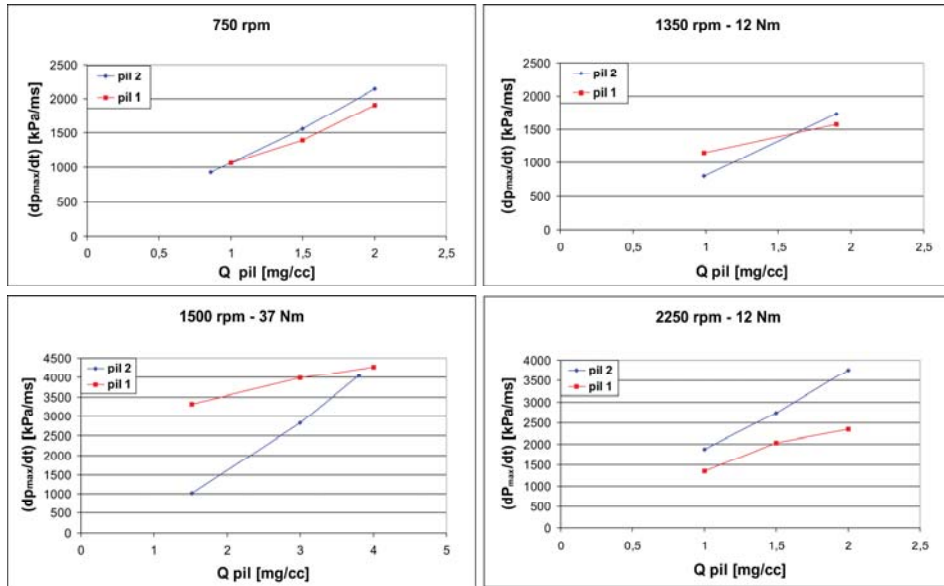 750 rpm
(dpmax/dt) [kPa/ms]
2500
2000
1500
1000
500
0
pil 2
pil 1
0 0,5 1 1,5 2 2,5
Q pil [mg/cc]
1350 rpm - 12 Nm
(dpmax/dt) [kPa/ms]
2500
2000
1500
1000
500
0
pil 2
pil 1
0 0,5 1 1,5 2 2,5
Q pil [mg/cc]
1500 rpm - 37 Nm
(dpmax/dt) [kPa/ms]
4500
4000
3500
3000
2500
2000
1500
1000
500
0
pil 2
pil 1
0 1 2 3 4 5
Q pil [mg/cc]
2250 rpm - 12 Nm
(dPmax/dt) [kPa/ms]
4000
3500
3000
2500
2000
1500
1000
500
0
pil 2
pil 1
0 0,5 1 1,5 2 2,5
Q pil [mg/cc]